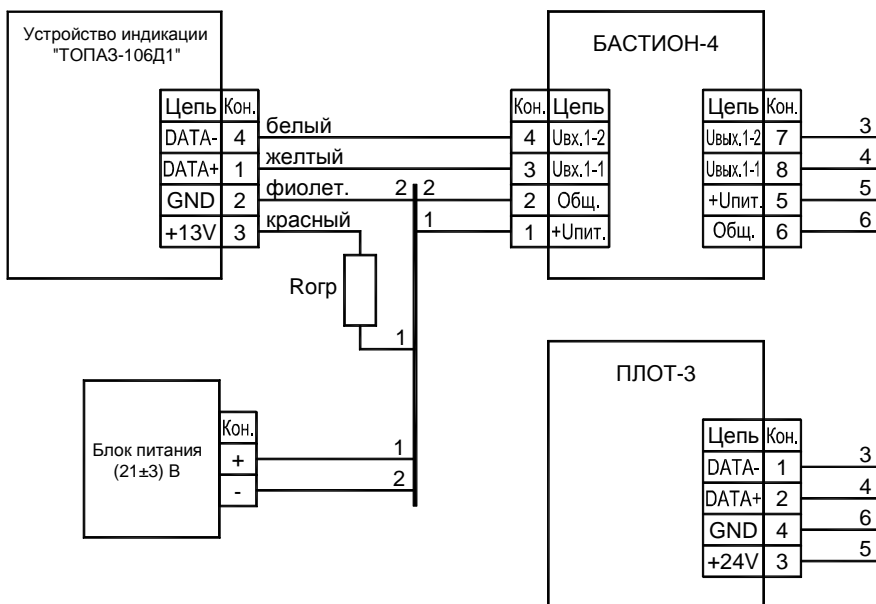 Устройство индикации
"ТОПАЗ-106Д1"
Цепь Кон.
DATA- 4 белый
DATA+ 1 желтый
GND 2 фиолет. 2 2
+13V 3 красный 1
Rогр
1
БАСТИОН-4
Кон. Цепь
4 Uвх.1-2
3 Uвх.1-1
2 Общ.
1 +Uпит.
Цепь Кон.
Uвых.1-2 7 3
Uвых.1-1 8 4
+Uпит. 5 5
Общ. 6 6
Блок питания
(21±3) В
Кон.
+ 1
- 2
ПЛОТ-3
Цепь Кон.
DATA- 1 3
DATA+ 2 4
GND 4 6
+24V 3 5